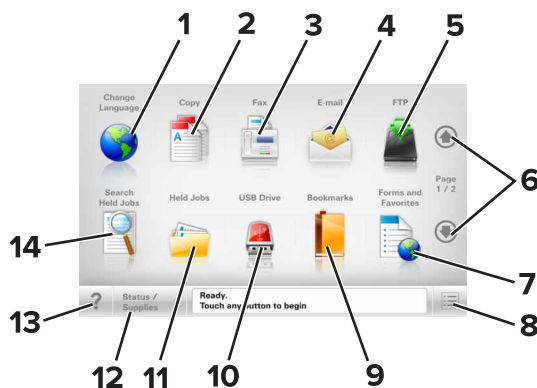 1
2
3
4
5
Change
Language
Copy
Fax
E-mail
FTP
A
@
6
Page
1 / 2
Search
Held Jobs
Held Jobs
USB Drive
Bookmarks
Forms and
Favorites
14
7
?
Status /
Supplies
Ready.
Touch any button to begin
13
12
11
10
9
8